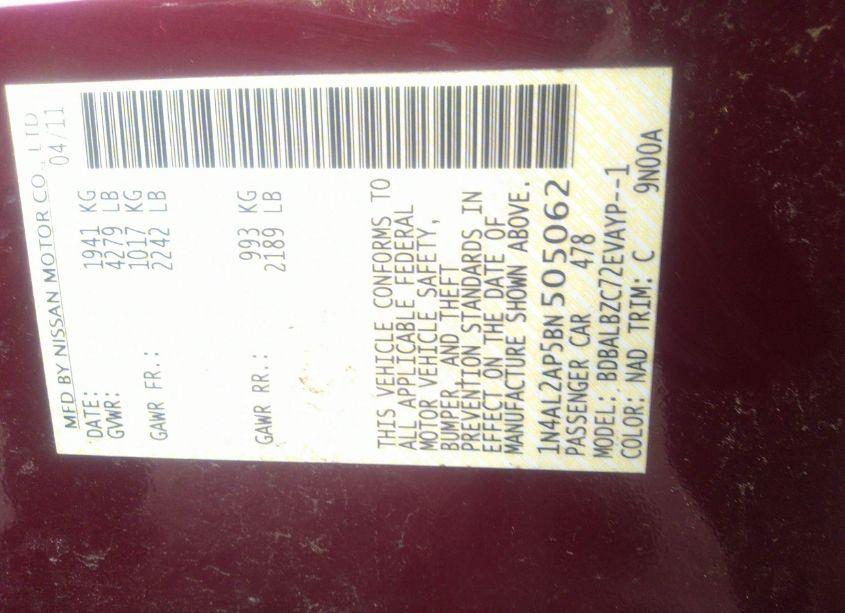 MFD BY NISSAN MOTOR CO., LTD
DATE: 04/11
GVWR: 1941 KG
4279 LB
GAWR FR.: 1017 KG
2242 LB
GAWR RR.: 993 KG
2189 LB
THIS VEHICLE CONFORMS TO
ALL APPLICABLE FEDERAL
MOTOR VEHICLE SAFETY,
BUMPER AND THEFT
PREVENTION STANDARDS IN
EFFECT ON THE DATE OF
MANUFACTURE SHOWN ABOVE.
1N4AL2AP5BN505062
PASSENGER CAR 478
MODEL: BDBALBZC72EVAYP--1
COLOR: NAD TRIM: C 9N00A